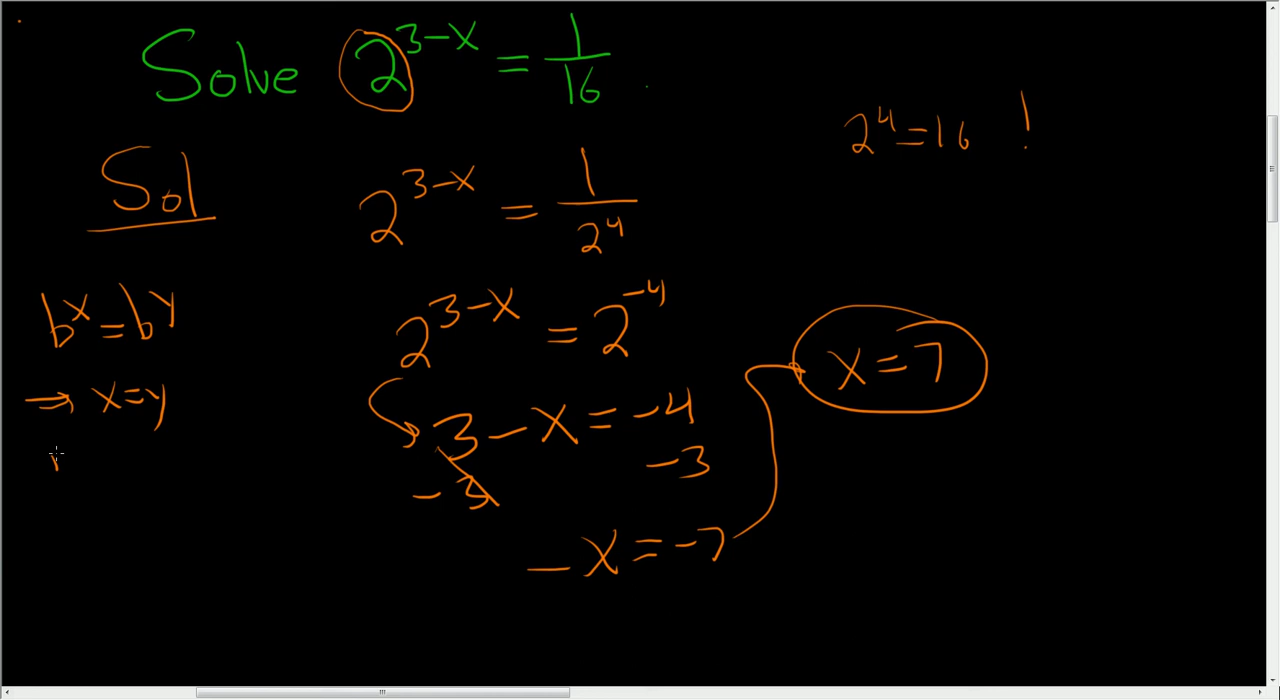 Solve 2^{3-x} = 1/16
2^4 = 16 !
Sol
2^{3-x} = 1/2^4
b^x = b^y
2^{3-x} = 2^{-4}
⇒ x = y
3 - x = -4
-3 -3
-x = -7
x = 7